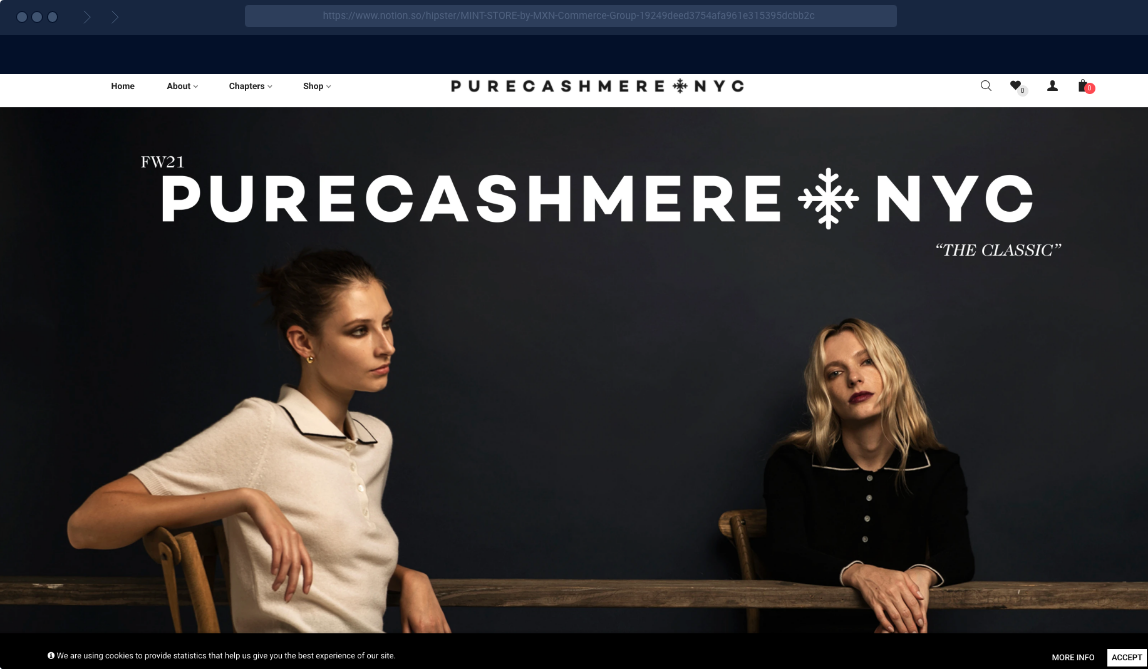 https://www.notion.so/hipster/MINT-STORE-by-MXN-Commerce-Group-19249deed3754afa961e315395dcbb2c
Home About Chapters Shop PURECASHMERE NYC 0 0
FW21
PURECASHMERE NYC
“THE CLASSIC”
We are using cookies to provide statistics that help us give you the best experience of our site. MORE INFO ACCEPT